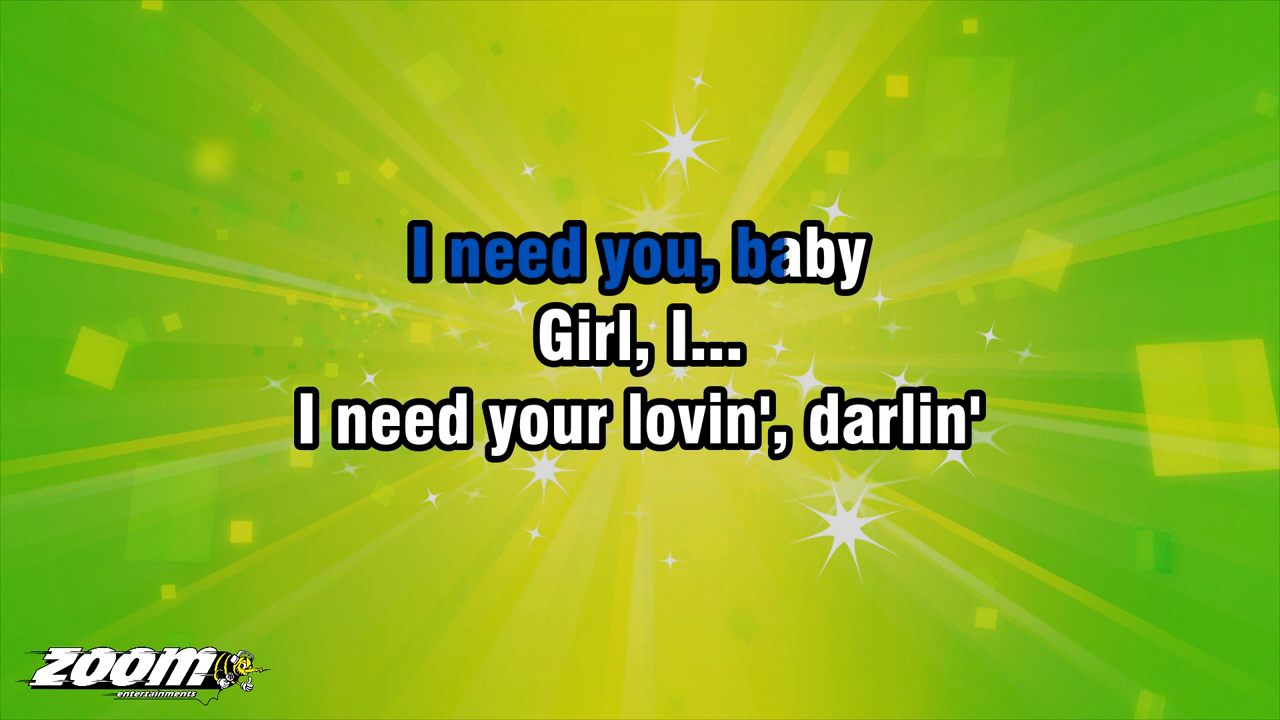 I need you, baby
Girl, I...
I need your lovin', darlin'
zoom
entertainments